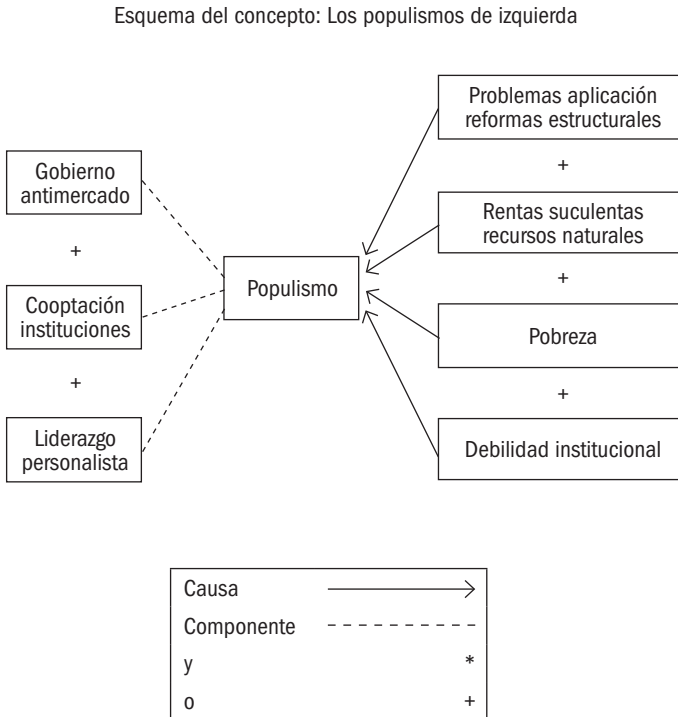 Esquema del concepto: Los populismos de izquierda
Gobierno
antimercado
+
Cooptación
instituciones
+
Liderazgo
personalista
Populismo
Problemas aplicación
reformas estructurales
+
Rentas suculentas
recursos naturales
+
Pobreza
+
Debilidad institucional
Causa
Componente
y *
o +